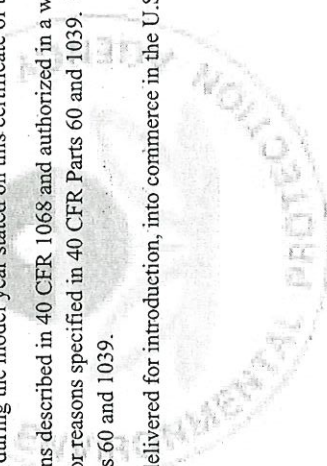 during the model year stated on this certificate of
ns described in 40 CFR 1068 and authorized in a w
or reasons specified in 40 CFR Parts 60 and 1039.
s 60 and 1039.
delivered for introduction, into commerce in the U.S
NMENTAL PROTECTION